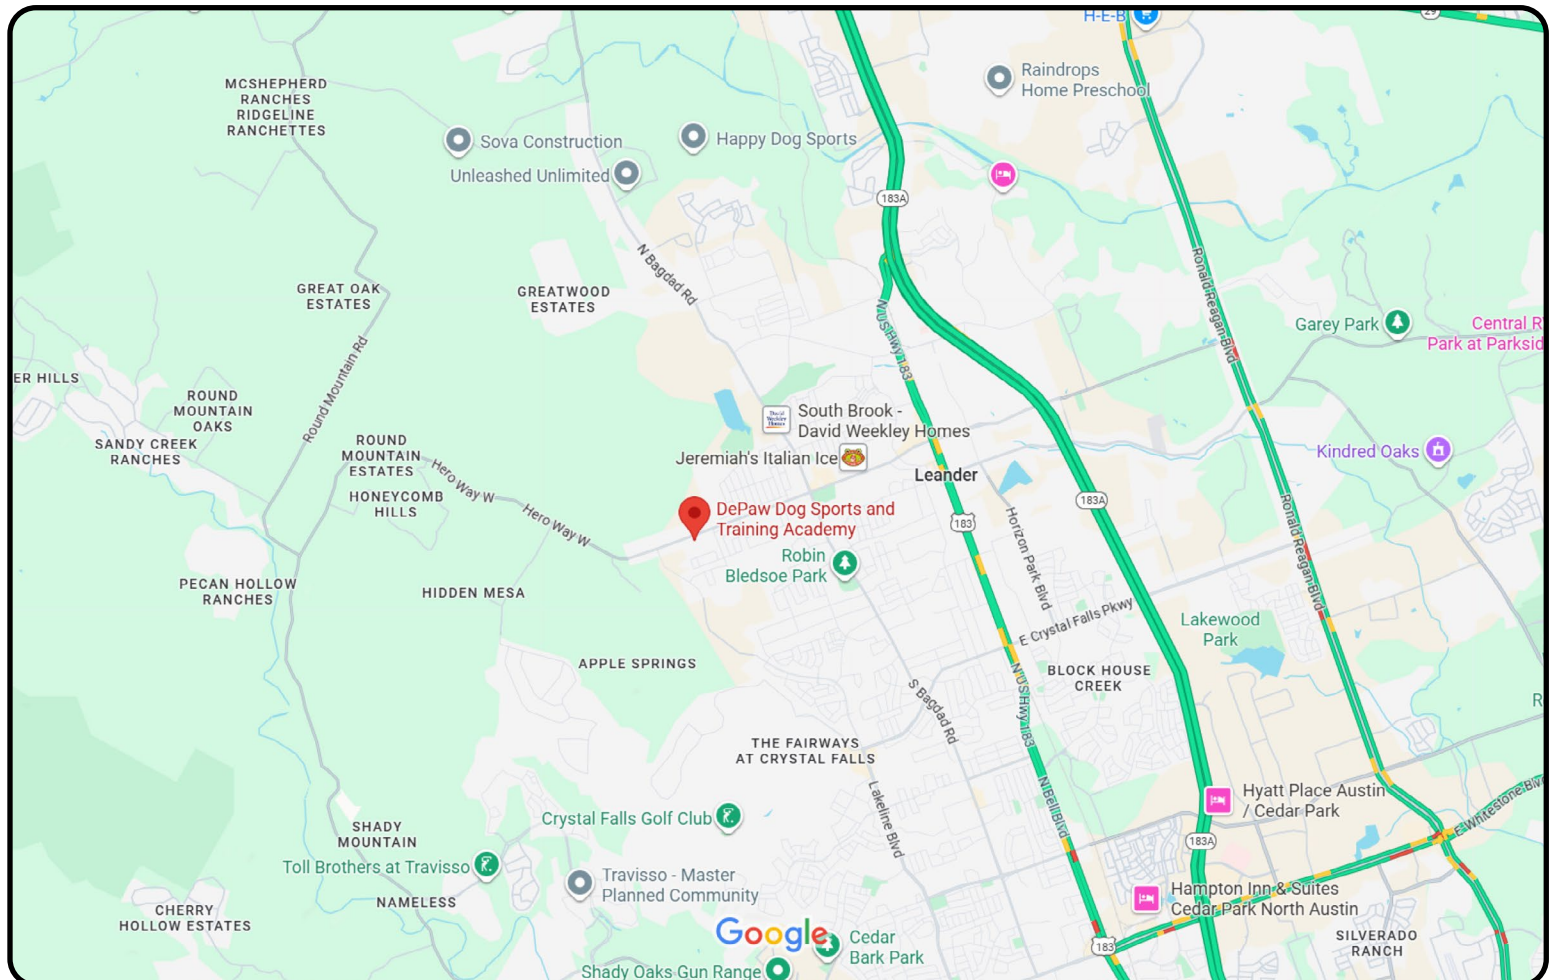 H-E-B
29
Raindrops
Home Preschool
MCSHEPHERD
RANCHES
RIDGELINE
RANCHETTES
Sova Construction
Happy Dog Sports
Unleashed Unlimited
183A
N Bagdad Rd
GREAT OAK
ESTATES
GREATWOOD
ESTATES
N US Hwy 183
Ronald Reagan Blvd
Garey Park
Central R
Park at Parksid
Round Mountain Rd
ER HILLS
ROUND
MOUNTAIN
OAKS
SANDY CREEK
RANCHES
ROUND
MOUNTAIN
ESTATES
South Brook -
David Weekley Homes
Jeremiah's Italian Ice
Leander
Kindred Oaks
Hero Way W
HONEYCOMB
HILLS
Hero Way W
DePaw Dog Sports and
Training Academy
183
183A
Horizon Park Blvd
Ronald Reagan Blvd
Robin
Bledsoe Park
PECAN HOLLOW
RANCHES
HIDDEN MESA
E Crystal Falls Pkwy
Lakewood
Park
APPLE SPRINGS
BLOCK HOUSE
CREEK
N US Hwy 183
S Bagdad Rd
R
THE FAIRWAYS
AT CRYSTAL FALLS
N Bell Blvd
Lakeline Blvd
Hyatt Place Austin
/ Cedar Park
E Whitestone Blv
Crystal Falls Golf Club
183A
SHADY
MOUNTAIN
Toll Brothers at Travisso
Travisso - Master
Planned Community
Hampton Inn & Suites
Cedar Park North Austin
NAMELESS
CHERRY
HOLLOW ESTATES
Google
Cedar
Bark Park
183
SILVERADO
RANCH
Shady Oaks Gun Range